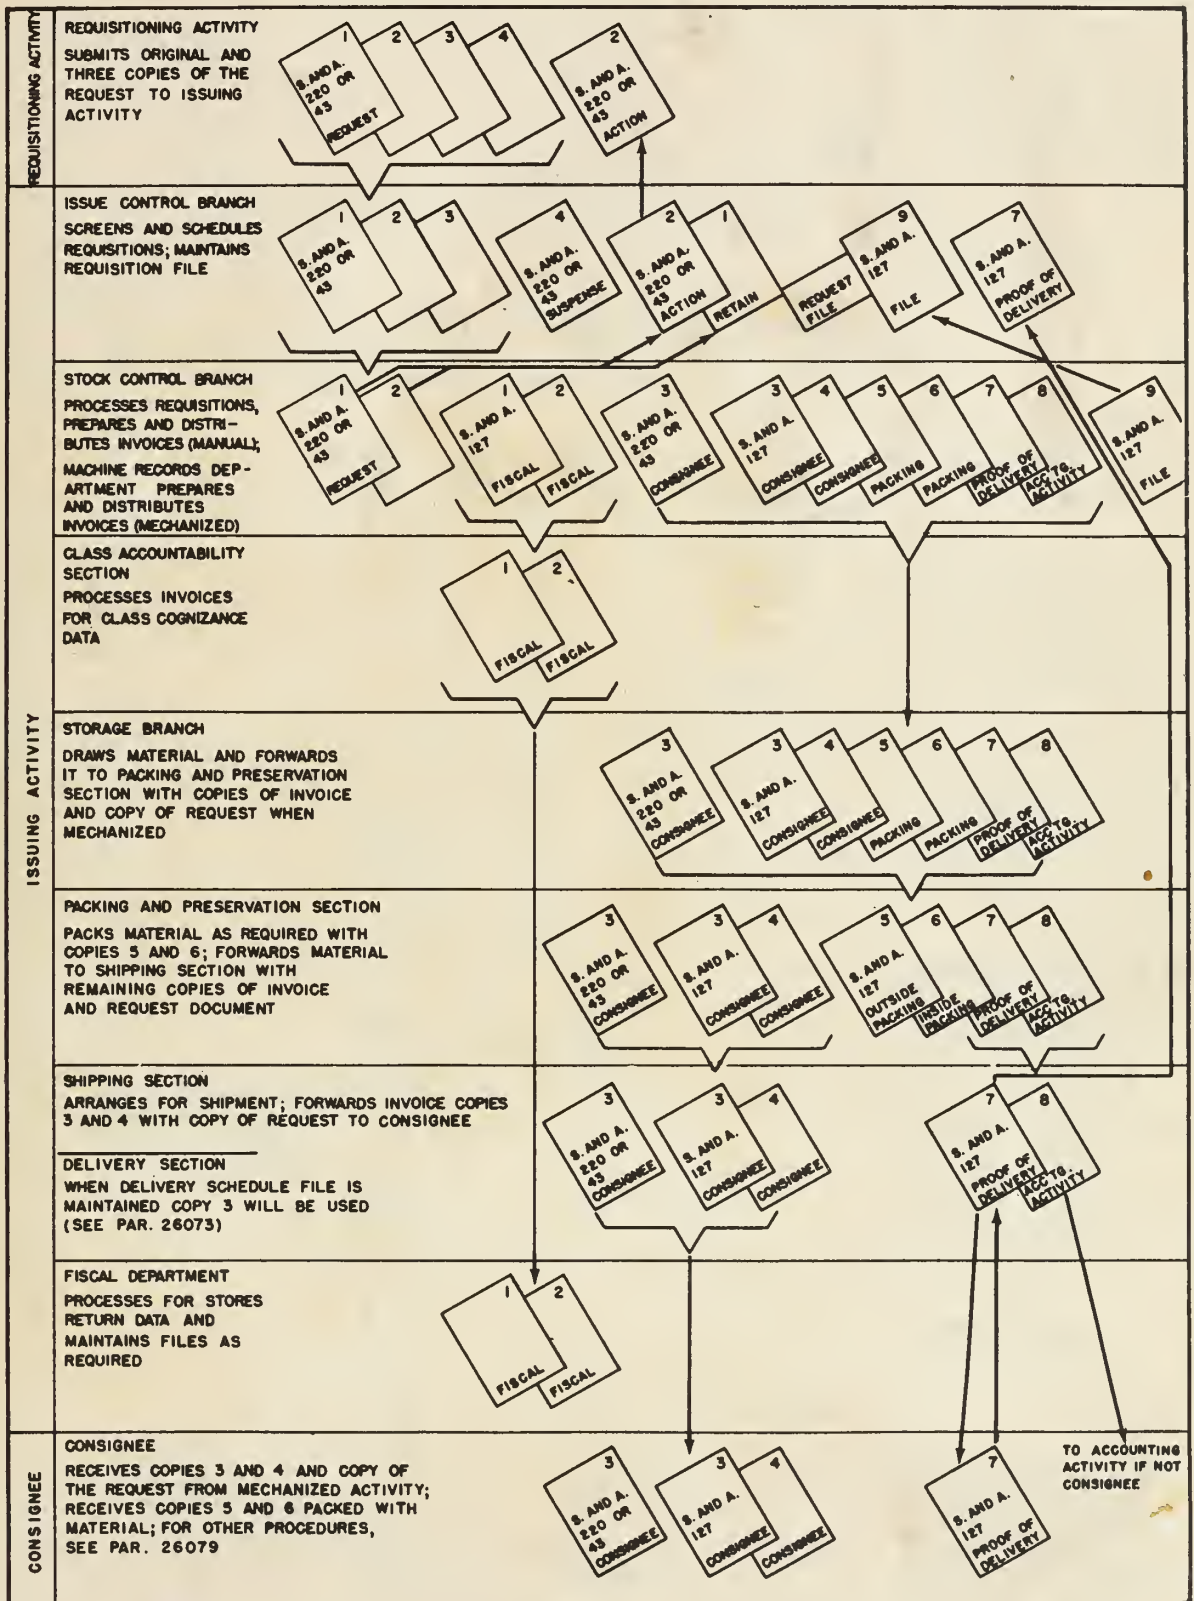 REQUISITIONING ACTIVITY
REQUISITIONING ACTIVITY
SUBMITS ORIGINAL AND
THREE COPIES OF THE
REQUEST TO ISSUING
ACTIVITY
1
S. AND A.
220 OR
43
REQUEST
2
3
4
2
S. AND A.
220 OR
43
ACTION
ISSUING ACTIVITY
ISSUE CONTROL BRANCH
SCREENS AND SCHEDULES
REQUISITIONS; MAINTAINS
REQUISITION FILE
1
S. AND A.
220 OR
43
2
3
4
S. AND A.
220 OR
43
SUSPENSE
2
S. AND A.
220 OR
43
ACTION
1
RETAIN
REQUEST
FILE
9
S. AND A.
127
FILE
7
S. AND A.
127
PROOF OF
DELIVERY
STOCK CONTROL BRANCH
PROCESSES REQUISITIONS,
PREPARES AND DISTRI-
BUTES INVOICES (MANUAL);
MACHINE RECORDS DEP-
ARTMENT PREPARES
AND DISTRIBUTES
INVOICES (MECHANIZED)
1
S. AND A.
220 OR
43
REQUEST
2
1
S. AND A.
127
FISCAL
2
FISCAL
3
S. AND A.
220 OR
43
CONSIGNEE
3
S. AND A.
127
CONSIGNEE
4
CONSIGNEE
5
PACKING
6
PACKING
7
PROOF OF
DELIVERY
8
ACC'TG.
ACTIVITY
9
S. AND A.
127
FILE
CLASS ACCOUNTABILITY
SECTION
PROCESSES INVOICES
FOR CLASS COGNIZANCE
DATA
1
FISCAL
2
FISCAL
STORAGE BRANCH
DRAWS MATERIAL AND FORWARDS
IT TO PACKING AND PRESERVATION
SECTION WITH COPIES OF INVOICE
AND COPY OF REQUEST WHEN
MECHANIZED
3
S. AND A.
220 OR
43
CONSIGNEE
3
S. AND A.
127
CONSIGNEE
4
CONSIGNEE
5
PACKING
6
PACKING
7
PROOF OF
DELIVERY
8
ACC'TG.
ACTIVITY
PACKING AND PRESERVATION SECTION
PACKS MATERIAL AS REQUIRED WITH
COPIES 5 AND 6; FORWARDS MATERIAL
TO SHIPPING SECTION WITH
REMAINING COPIES OF INVOICE
AND REQUEST DOCUMENT
3
S. AND A.
220 OR
43
CONSIGNEE
3
S. AND A.
127
CONSIGNEE
4
CONSIGNEE
5
S. AND A.
127
OUTSIDE
PACKING
6
INSIDE
PACKING
7
PROOF OF
DELIVERY
8
ACC'TG.
ACTIVITY
SHIPPING SECTION
ARRANGES FOR SHIPMENT; FORWARDS INVOICE COPIES
3 AND 4 WITH COPY OF REQUEST TO CONSIGNEE
DELIVERY SECTION
WHEN DELIVERY SCHEDULE FILE IS
MAINTAINED COPY 3 WILL BE USED
(SEE PAR. 26073)
3
S. AND A.
220 OR
43
CONSIGNEE
3
S. AND A.
127
CONSIGNEE
4
CONSIGNEE
7
S. AND A.
127
PROOF OF
DELIVERY
8
ACC'TG.
ACTIVITY
FISCAL DEPARTMENT
PROCESSES FOR STORES
RETURN DATA AND
MAINTAINS FILES AS
REQUIRED
1
FISCAL
2
FISCAL
CONSIGNEE
CONSIGNEE
RECEIVES COPIES 3 AND 4 AND COPY OF
THE REQUEST FROM MECHANIZED ACTIVITY;
RECEIVES COPIES 5 AND 6 PACKED WITH
MATERIAL; FOR OTHER PROCEDURES,
SEE PAR. 26079
3
S. AND A.
220 OR
43
CONSIGNEE
3
S. AND A.
127
CONSIGNEE
4
CONSIGNEE
7
S. AND A.
127
PROOF OF
DELIVERY
TO ACCOUNTING
ACTIVITY IF NOT
CONSIGNEE